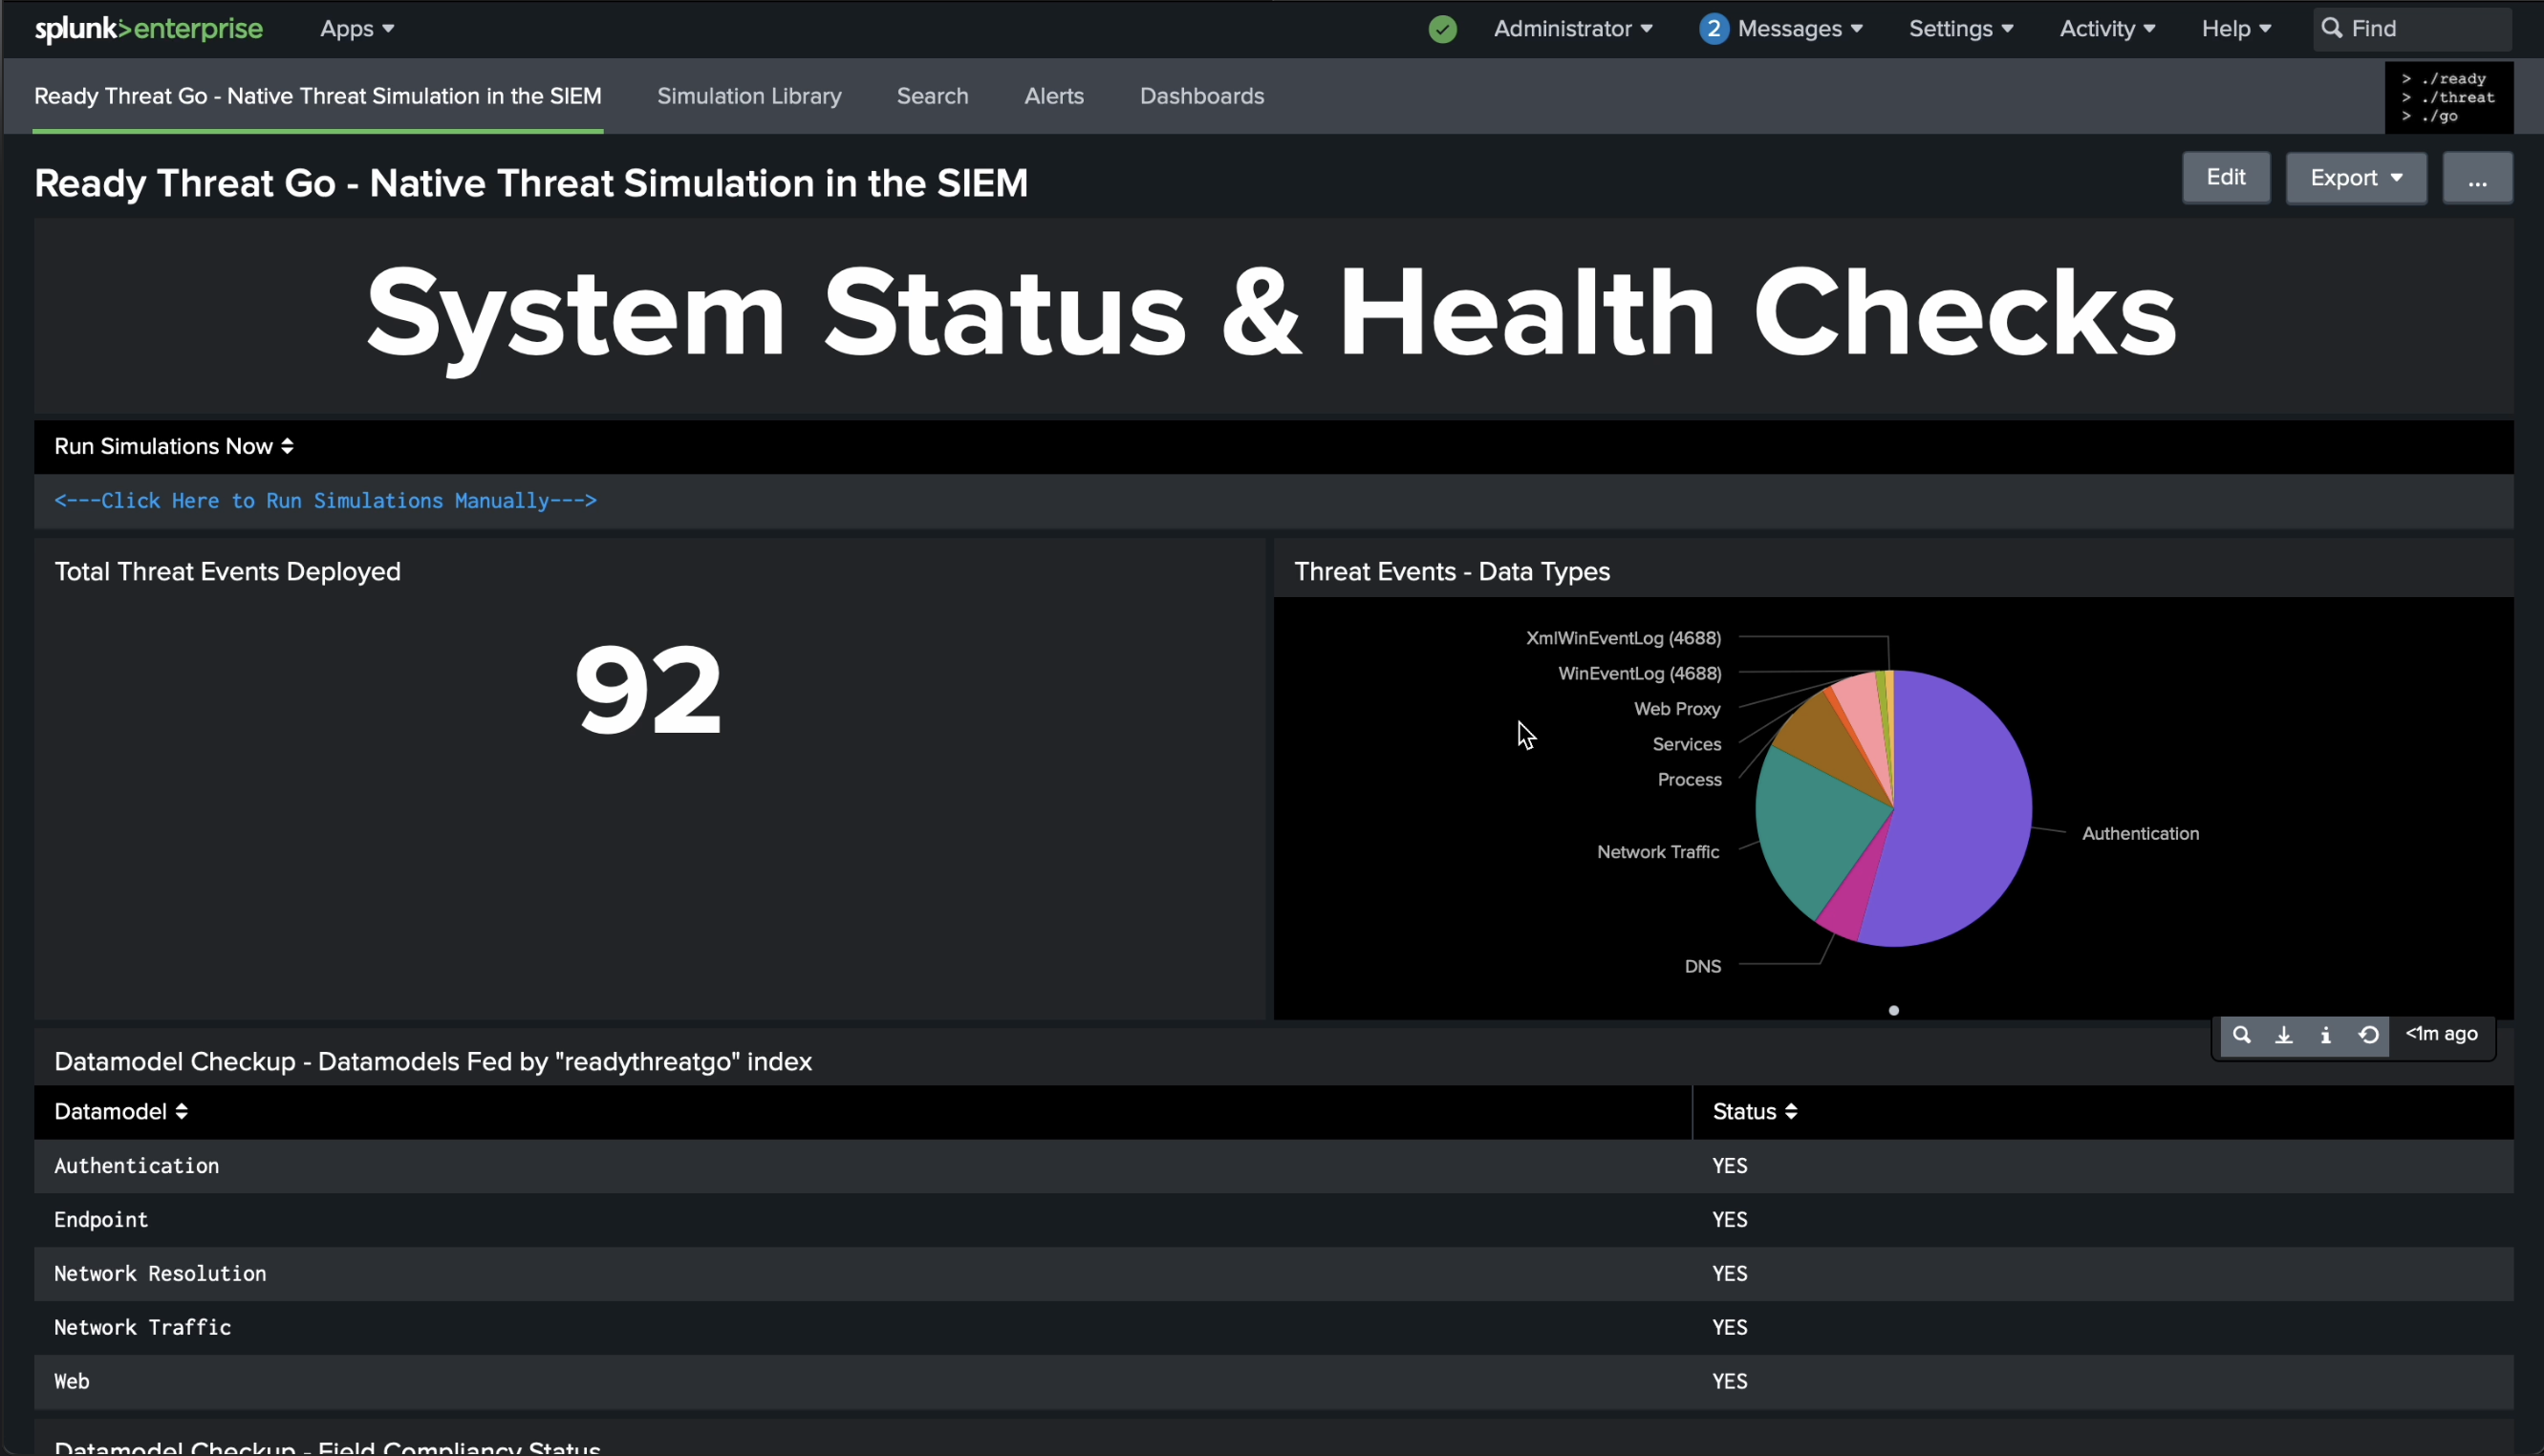 splunk>enterprise Apps Administrator 2 Messages Settings Activity Help Find
Ready Threat Go - Native Threat Simulation in the SIEM Simulation Library Search Alerts Dashboards
> ./ready
> ./threat
> ./go
Ready Threat Go - Native Threat Simulation in the SIEM Edit Export ...
System Status & Health Checks
Run Simulations Now
<---Click Here to Run Simulations Manually--->
Total Threat Events Deployed
92
Threat Events - Data Types
XmlWinEventLog (4688)
WinEventLog (4688)
Web Proxy
Services
Process
Authentication
Network Traffic
DNS
<1m ago
Datamodel Checkup - Datamodels Fed by "readythreatgo" index
Datamodel Status
Authentication YES
Endpoint YES
Network Resolution YES
Network Traffic YES
Web YES
Datamodel Checkup - Field Compliancy Status